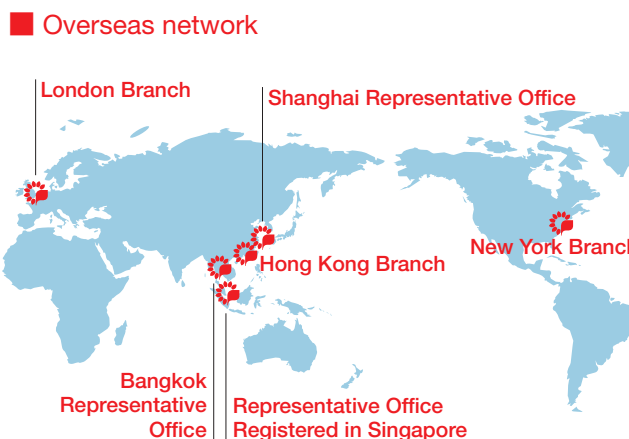 Overseas network
London Branch
Shanghai Representative Office
New York Branch
Hong Kong Branch
Bangkok
Representative
Office
Representative Office
Registered in Singapore